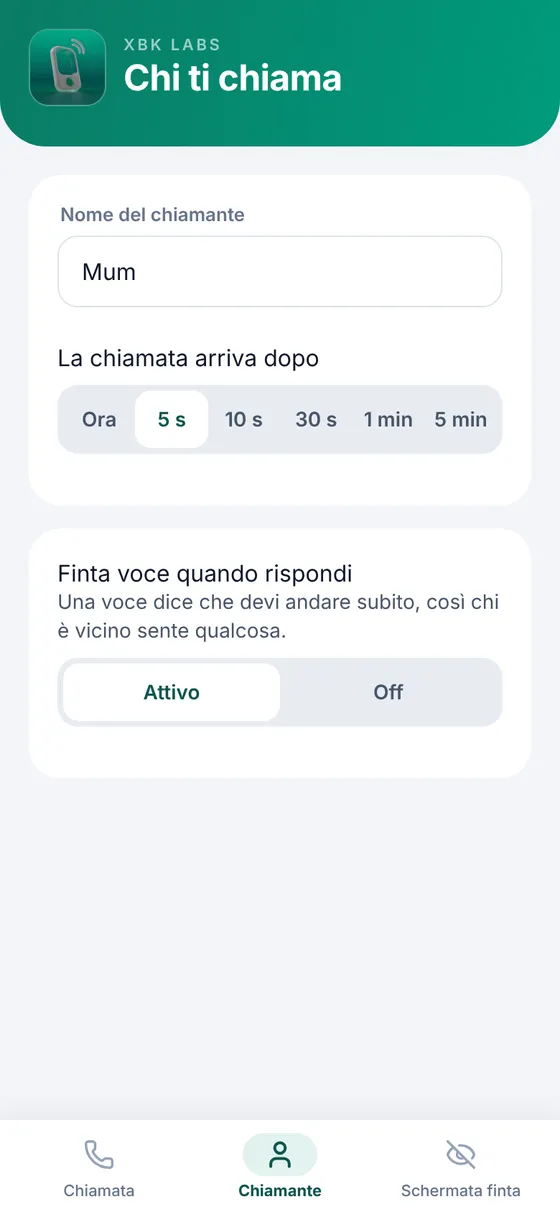 XBK LABS
Chi ti chiama
Nome del chiamante
Mum
La chiamata arriva dopo
Ora 5 s 10 s 30 s 1 min 5 min
Finta voce quando rispondi
Una voce dice che devi andare subito, così chi
è vicino sente qualcosa.
Attivo Off
Chiamata Chiamante Schermata finta